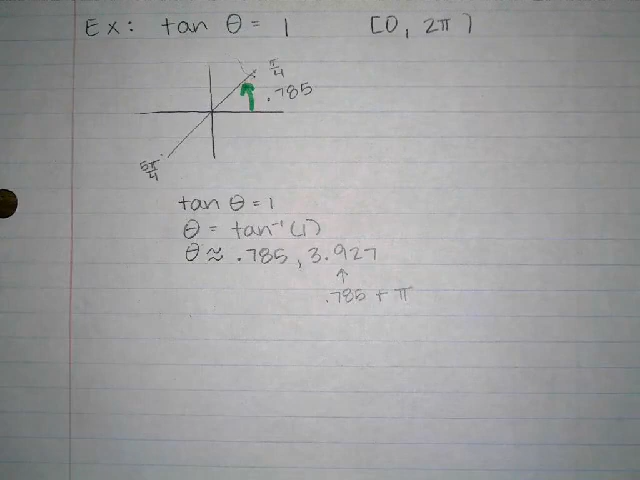 Ex: tan θ = 1 [0, 2π)
π/4
.785
5π/4
tan θ = 1
θ = tan⁻¹(1)
θ ≈ .785, 3.927
↑
.785 + π